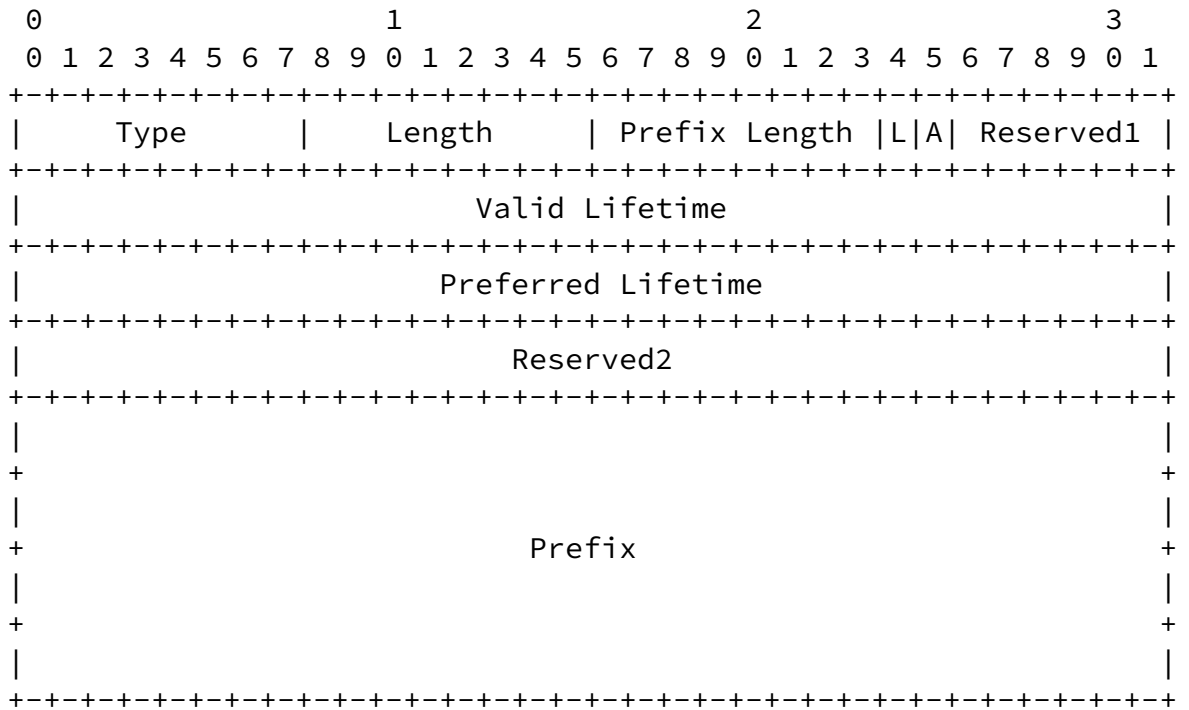 0                   1                   2                   3
 0 1 2 3 4 5 6 7 8 9 0 1 2 3 4 5 6 7 8 9 0 1 2 3 4 5 6 7 8 9 0 1
+-+-+-+-+-+-+-+-+-+-+-+-+-+-+-+-+-+-+-+-+-+-+-+-+-+-+-+-+-+-+-+-+
|     Type      |    Length     | Prefix Length |L|A| Reserved1 |
+-+-+-+-+-+-+-+-+-+-+-+-+-+-+-+-+-+-+-+-+-+-+-+-+-+-+-+-+-+-+-+-+
|                         Valid Lifetime                        |
+-+-+-+-+-+-+-+-+-+-+-+-+-+-+-+-+-+-+-+-+-+-+-+-+-+-+-+-+-+-+-+-+
|                       Preferred Lifetime                      |
+-+-+-+-+-+-+-+-+-+-+-+-+-+-+-+-+-+-+-+-+-+-+-+-+-+-+-+-+-+-+-+-+
|                           Reserved2                           |
+-+-+-+-+-+-+-+-+-+-+-+-+-+-+-+-+-+-+-+-+-+-+-+-+-+-+-+-+-+-+-+-+
|                                                               |
+                                                               +
|                                                               |
+                            Prefix                             +
|                                                               |
+                                                               +
|                                                               |
+-+-+-+-+-+-+-+-+-+-+-+-+-+-+-+-+-+-+-+-+-+-+-+-+-+-+-+-+-+-+-+-+